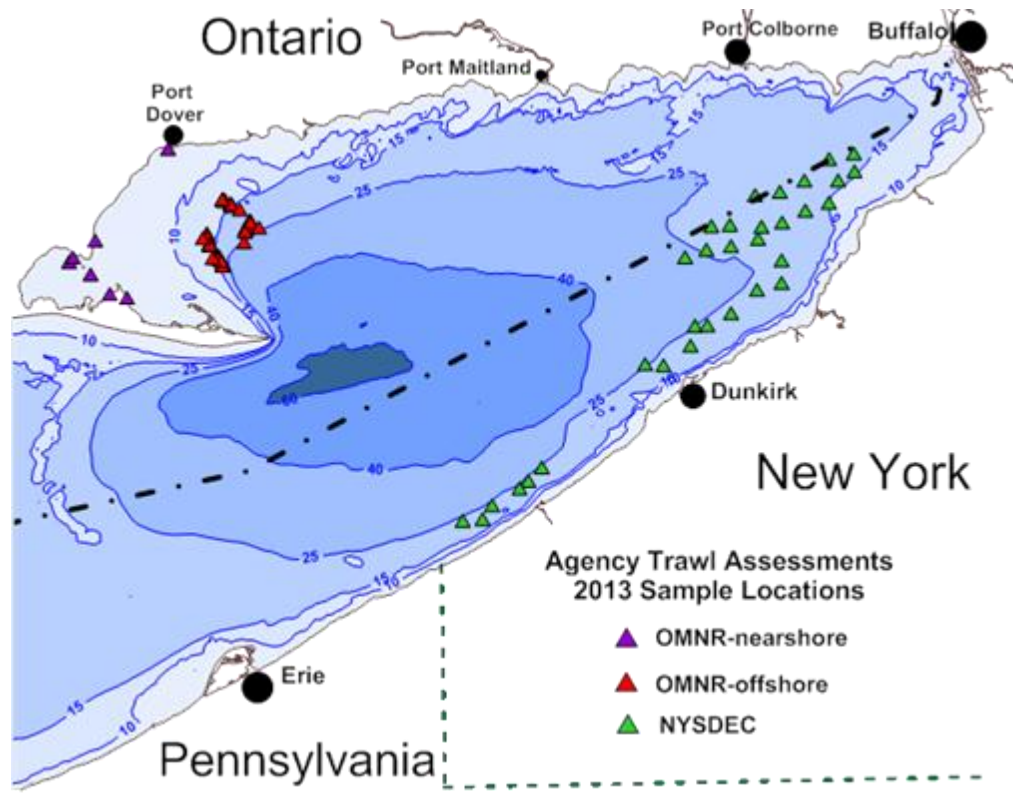 Ontario
Port Colborne
Buffalo
Port Maitland
Port
Dover
15
15
15
25
25
15
10
10
15
40
40
10
25
60
Dunkirk
25
40
New York
25
15
10
Agency Trawl Assessments
2013 Sample Locations
OMNR-nearshore
OMNR-offshore
NYSDEC
Erie
15
10
Pennsylvania